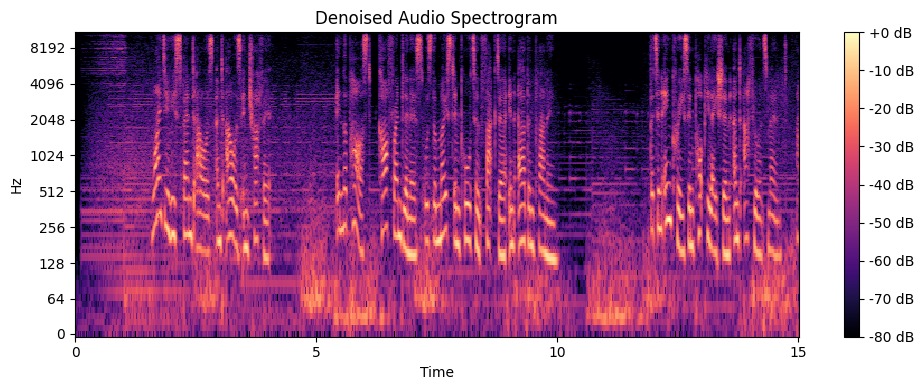 Denoised Audio Spectrogram
Hz
8192
4096
2048
1024
512
256
128
64
0
0 5 10 15
Time
+0 dB
-10 dB
-20 dB
-30 dB
-40 dB
-50 dB
-60 dB
-70 dB
-80 dB